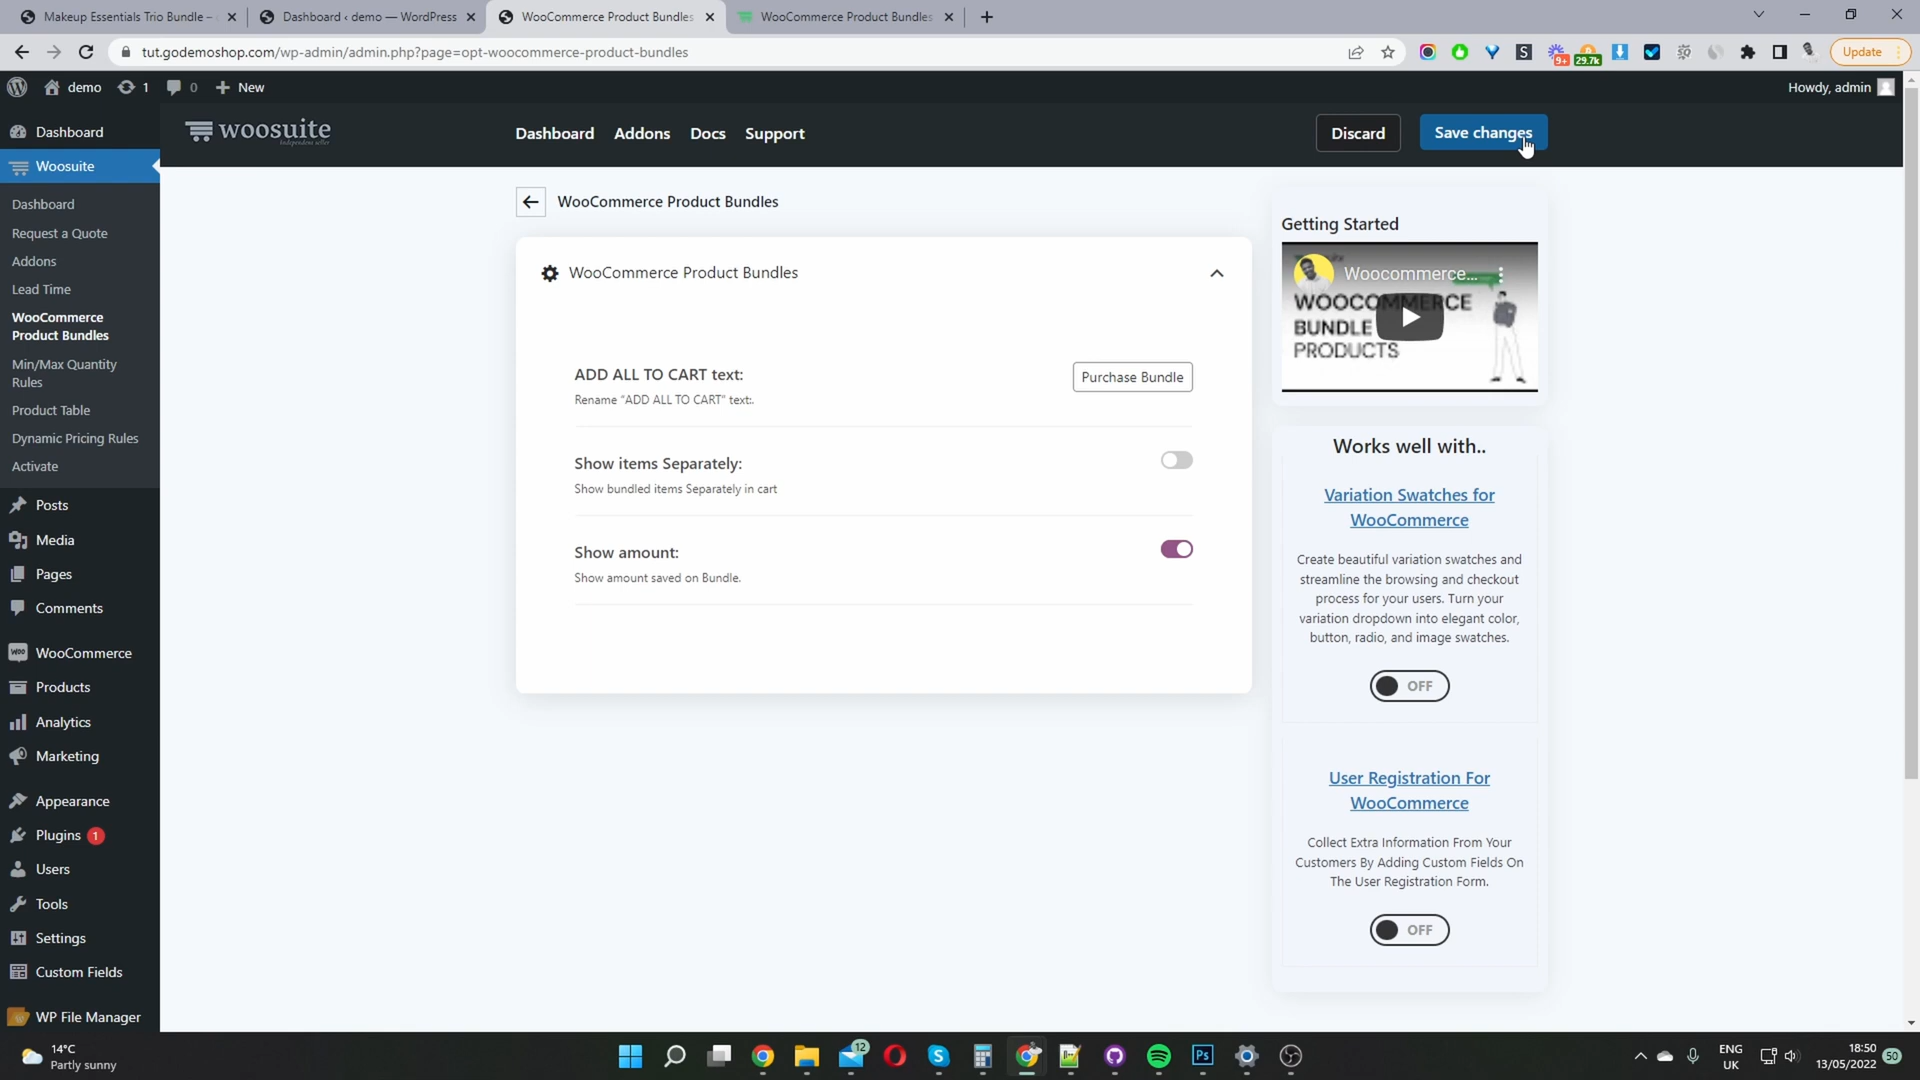 Makeup Essentials Trio Bundle –
Dashboard ‹ demo — WordPress
WooCommerce Product Bundles
WooCommerce Product Bundles
tut.godemoshop.com/wp-admin/admin.php?page=opt-woocommerce-product-bundles
9+
29.7k
Update
demo
1
0
New
Howdy, admin
woosuite
Independent seller
Dashboard
Addons
Docs
Support
Discard
Save changes
Dashboard
Woosuite
Dashboard
Request a Quote
Addons
Lead Time
WooCommerce
Product Bundles
Min/Max Quantity
Rules
Product Table
Dynamic Pricing Rules
Activate
Posts
Media
Pages
Comments
WooCommerce
Products
Analytics
Marketing
Appearance
Plugins 1
Users
Tools
Settings
Custom Fields
WP File Manager
WooCommerce Product Bundles
WooCommerce Product Bundles
ADD ALL TO CART text:
Rename "ADD ALL TO CART" text:.
Purchase Bundle
Show items Separately:
Show bundled items Separately in cart
Show amount:
Show amount saved on Bundle.
Getting Started
Woocommerce...
WOOCOMMERCE
BUNDLE
PRODUCTS
Works well with..
Variation Swatches for
WooCommerce
Create beautiful variation swatches and
streamline the browsing and checkout
process for your users. Turn your
variation dropdown into elegant color,
button, radio, and image swatches.
OFF
User Registration For
WooCommerce
Collect Extra Information From Your
Customers By Adding Custom Fields On
The User Registration Form.
OFF
14°C
Partly sunny
12
Ps
ENG
UK
18:50
13/05/2022
50